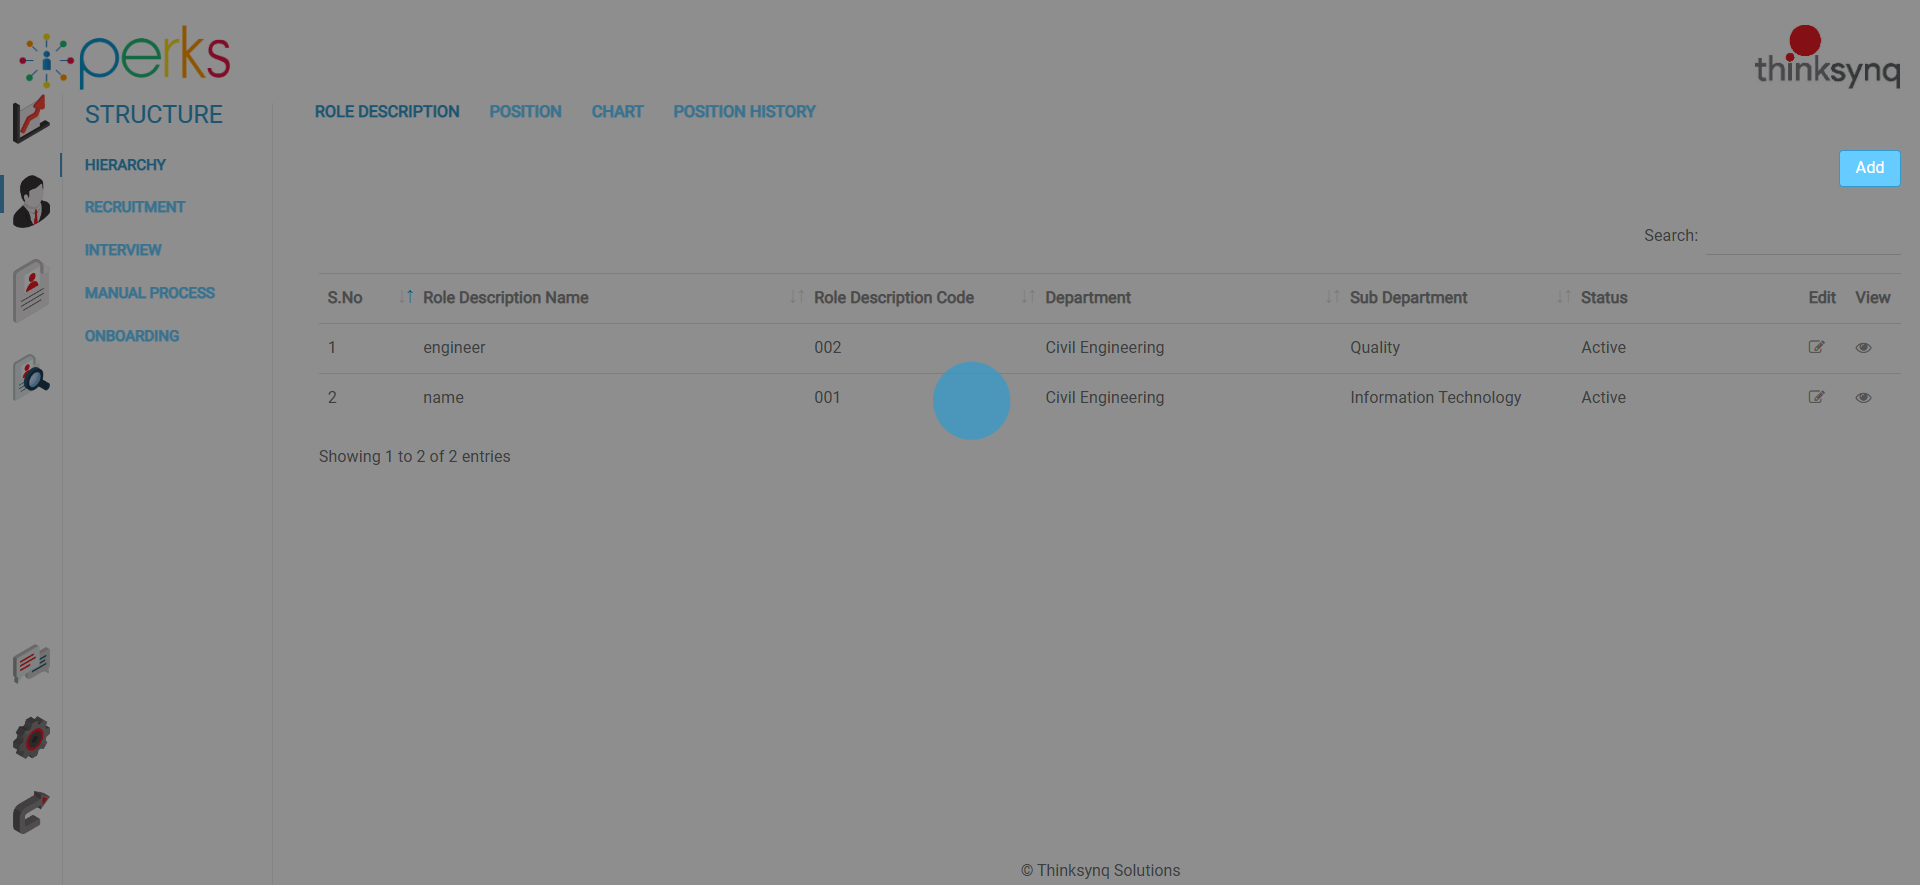 perks
thinksynq
STRUCTURE
ROLE DESCRIPTION POSITION CHART POSITION HISTORY
HIERARCHY
RECRUITMENT
INTERVIEW
MANUAL PROCESS
ONBOARDING
Add
Search:
S.No Role Description Name Role Description Code Department Sub Department Status Edit View
1 engineer 002 Civil Engineering Quality Active
2 name 001 Civil Engineering Information Technology Active
Showing 1 to 2 of 2 entries
© Thinksynq Solutions